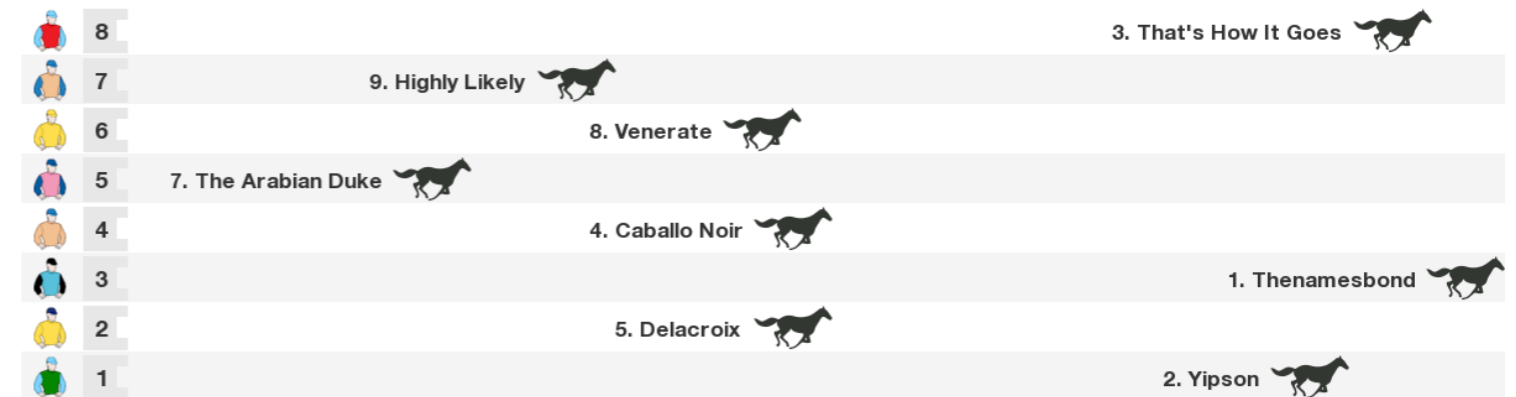 8 3. That's How It Goes
7 9. Highly Likely
6 8. Venerate
5 7. The Arabian Duke
4 4. Caballo Noir
3 1. Thenamesbond
2 5. Delacroix
1 2. Yipson